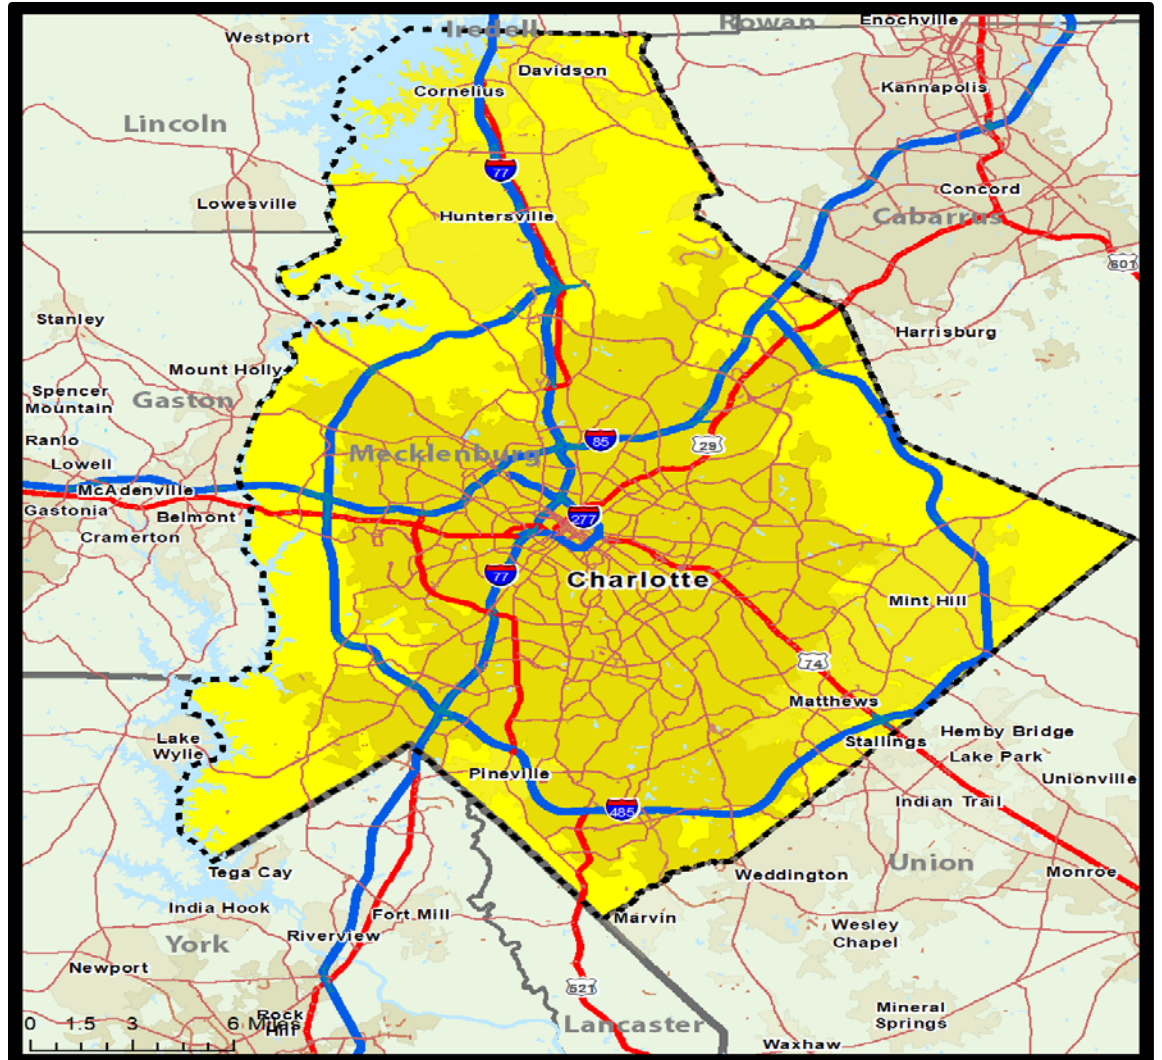 Iredell
Rowan
Enochville
Westport
Davidson
Cornelius
Kannapolis
Lincoln
77
Concord
Lowesville
Huntersville
Cabarrus
601
Stanley
Harrisburg
Mount Holly
Spencer
Mountain
Gaston
Ranlo
85
29
Mecklenburg
Lowell
McAdenville
Gastonia
Belmont
277
Cramerton
77
Charlotte
Mint Hill
74
Matthews
Lake
Wylie
Stallings
Hemby Bridge
Lake Park
Pineville
Unionville
485
Indian Trail
Union
Tega Cay
Weddington
Monroe
India Hook
Fort Mill
Marvin
Riverview
Wesley
Chapel
York
Newport
521
Mineral
Springs
Rock
Hill
0 1.5 3 6 Miles
Lancaster
Waxhaw